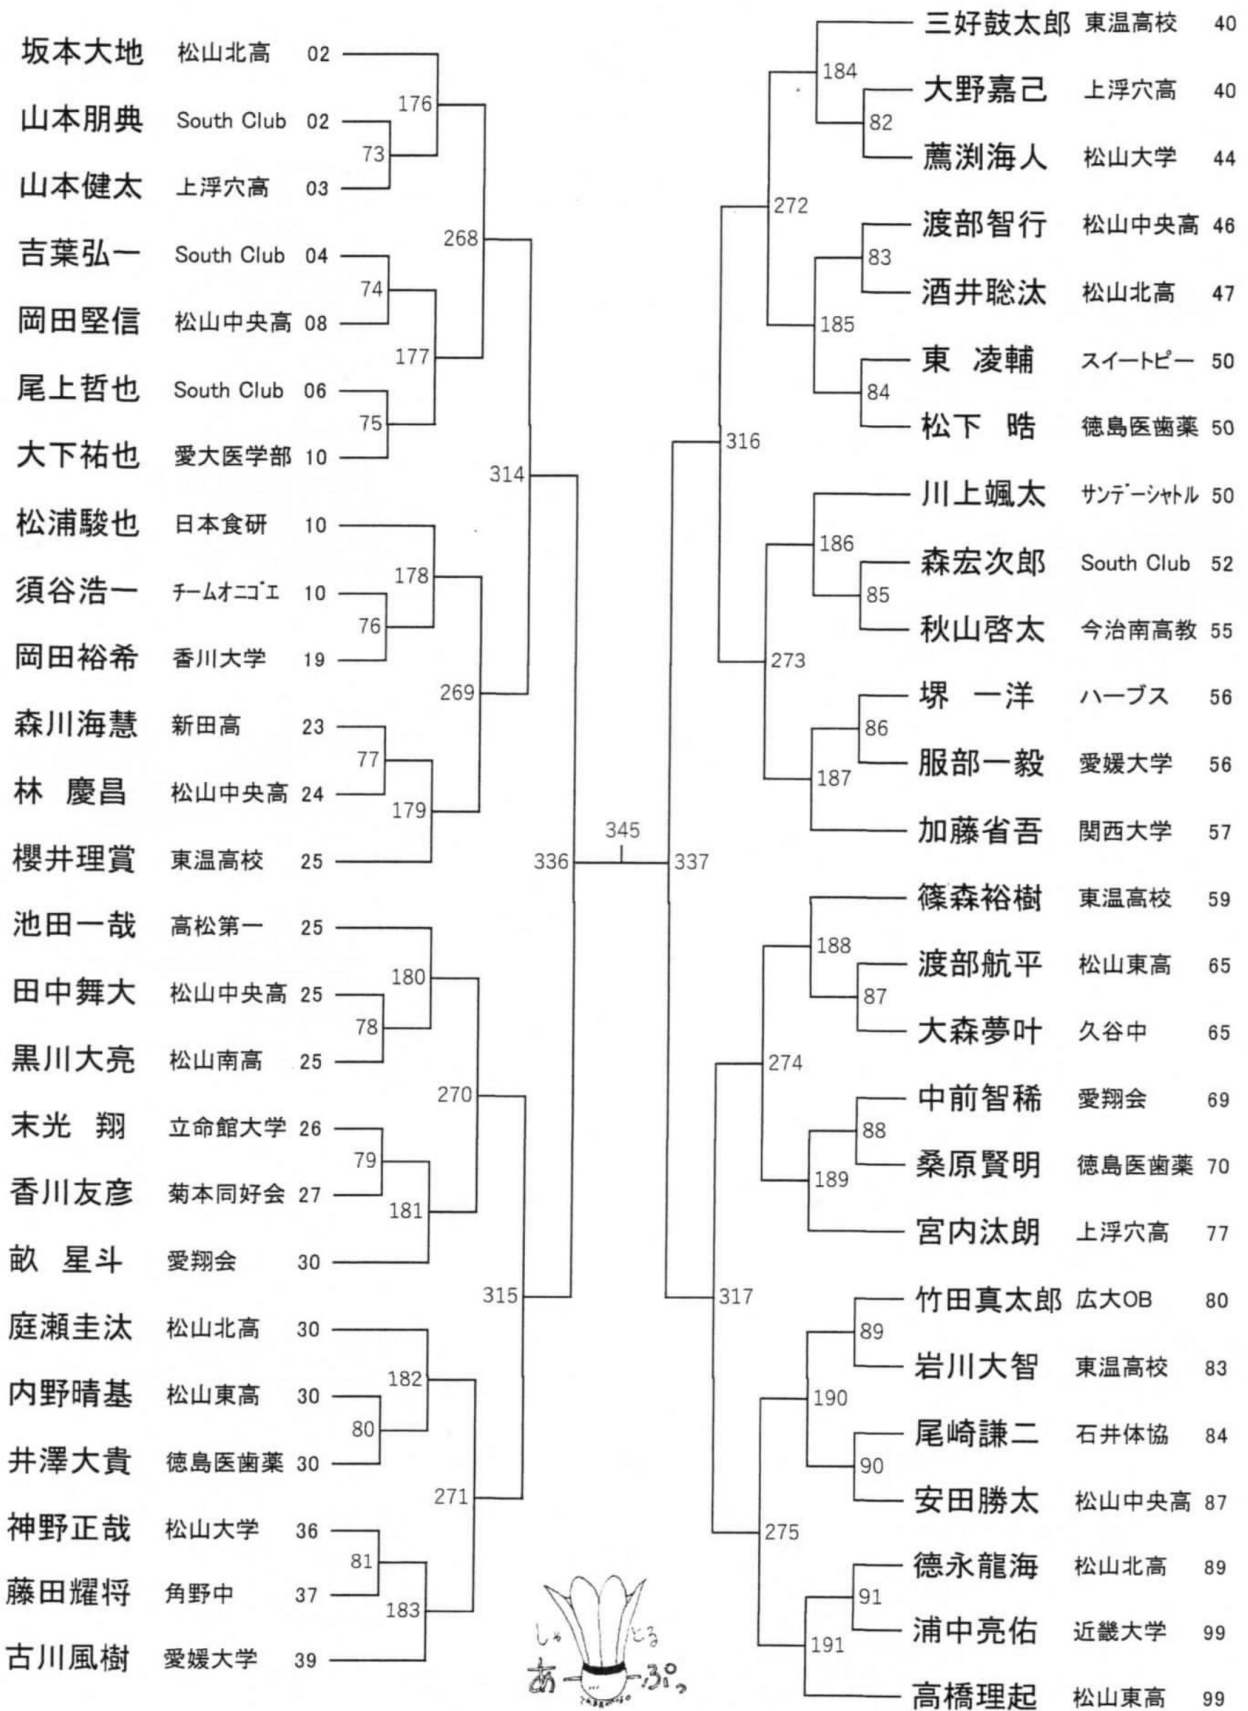 坂本大地 松山北高 02
山本朋典 South Club 02
山本健太 上浮穴高 03
吉葉弘一 South Club 04
岡田堅信 松山中央高 08
尾上哲也 South Club 06
大下祐也 愛大医学部 10
松浦駿也 日本食研 10
須谷浩一 チームオニゴエ 10
岡田裕希 香川大学 19
森川海慧 新田高 23
林 慶昌 松山中央高 24
櫻井理賞 東温高校 25
池田一哉 高松第一 25
田中舞大 松山中央高 25
黒川大亮 松山南高 25
末光 翔 立命館大学 26
香川友彦 菊本同好会 27
畝 星斗 愛翔会 30
庭瀬圭汰 松山北高 30
内野晴基 松山東高 30
井澤大貴 徳島医歯薬 30
神野正哉 松山大学 36
藤田耀将 角野中 37
古川風樹 愛媛大学 39
73
74
75
76
77
78
79
80
81
176
177
178
179
180
181
182
183
268
269
270
271
314
315
336
345
337
316
317
272
273
274
275
184
185
186
187
188
189
190
191
82
83
84
85
86
87
88
89
90
91
三好鼓太郎 東温高校 40
大野嘉己 上浮穴高 40
薦渕海人 松山大学 44
渡部智行 松山中央高 46
酒井聡汰 松山北高 47
東 凌輔 スイートピー 50
松下 晧 徳島医歯薬 50
川上颯太 サンデーシャトル 50
森宏次郎 South Club 52
秋山啓太 今治南高教 55
堺 一洋 ハーブス 56
服部一毅 愛媛大学 56
加藤省吾 関西大学 57
篠森裕樹 東温高校 59
渡部航平 松山東高 65
大森夢叶 久谷中 65
中前智稀 愛翔会 69
桑原賢明 徳島医歯薬 70
宮内汰朗 上浮穴高 77
竹田真太郎 広大OB 80
岩川大智 東温高校 83
尾崎謙二 石井体協 84
安田勝太 松山中央高 87
德永龍海 松山北高 89
浦中亮佑 近畿大学 99
高橋理起 松山東高 99
しゃとる
あぷっ